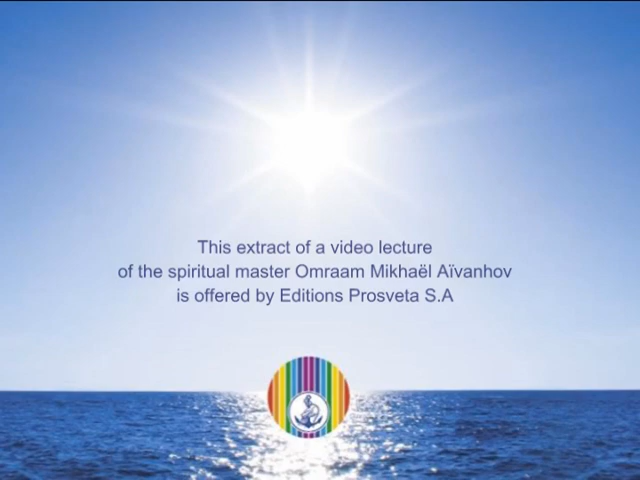 This extract of a video lecture
of the spiritual master Omraam Mikhaël Aïvanhov
is offered by Editions Prosveta S.A